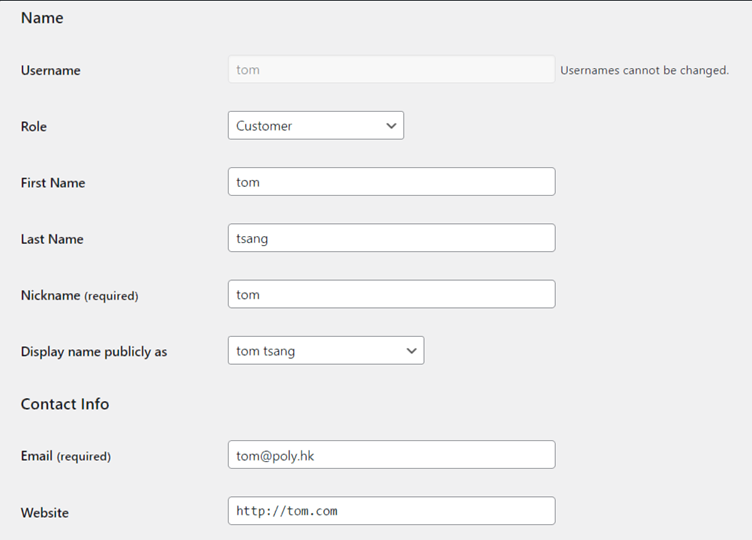 Name
Username tom Usernames cannot be changed.
Role Customer
First Name tom
Last Name tsang
Nickname (required) tom
Display name publicly as tom tsang
Contact Info
Email (required) tom@poly.hk
Website http://tom.com